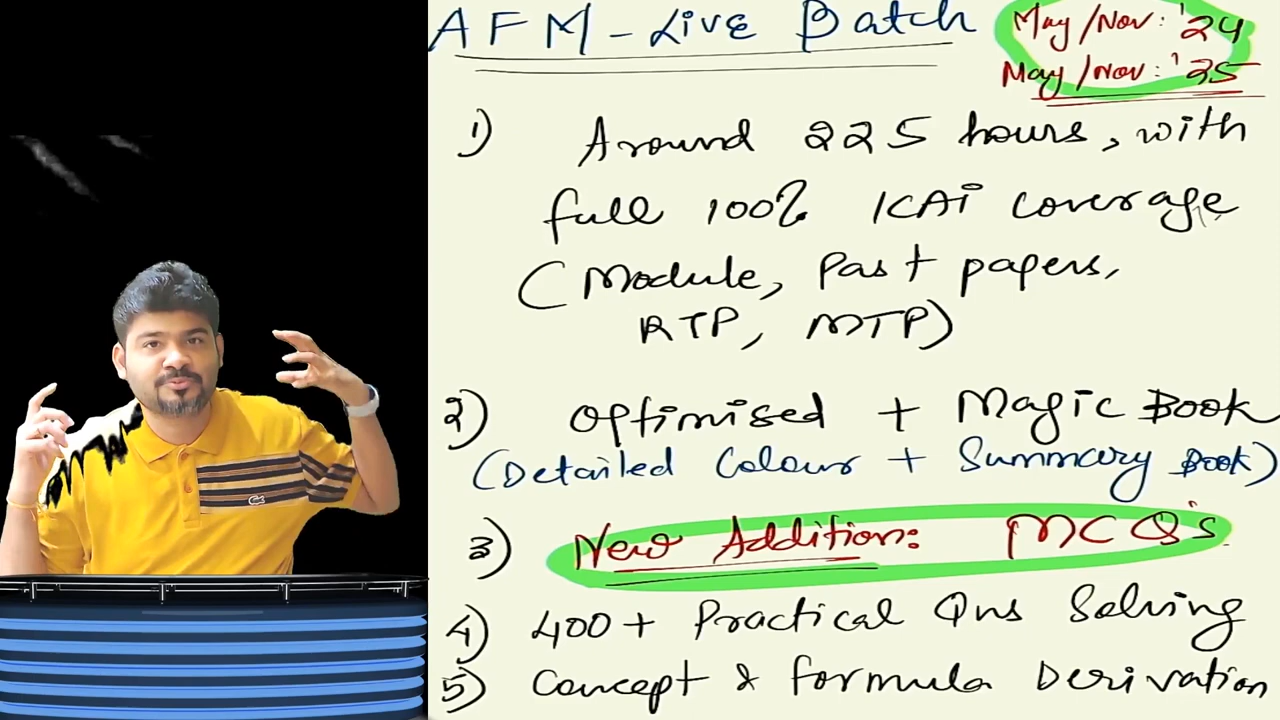 AFM - Live Batch
May/Nov: '24
May/Nov: '25
1) Around 225 hours, with
full 100% ICAi coverage
(Module, Past papers,
RTP, MTP)
2) Optimised + Magic Book
(Detailed Colour + Summary Book)
3) New Addition: MCQ's
4) 400+ Practical Qns Solving
5) Concept & formula Derivation